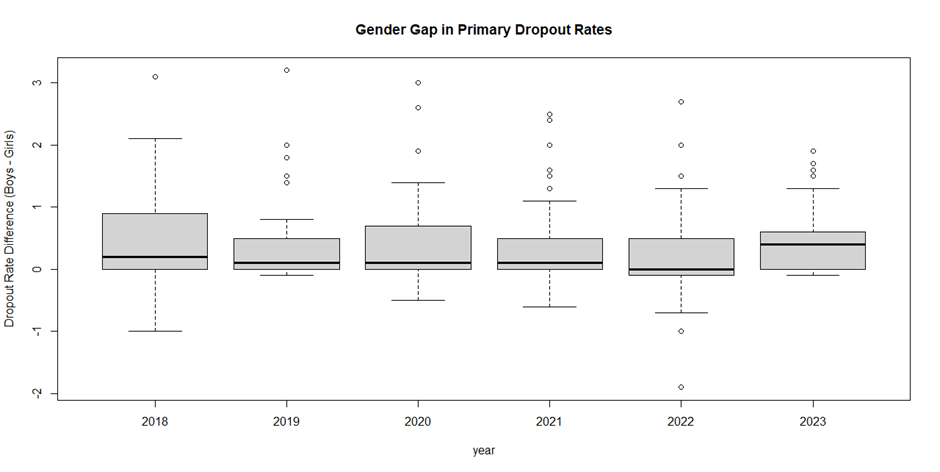 Gender Gap in Primary Dropout Rates
Dropout Rate Difference (Boys - Girls)
3
2
1
0
-1
-2
2018 2019 2020 2021 2022 2023
year